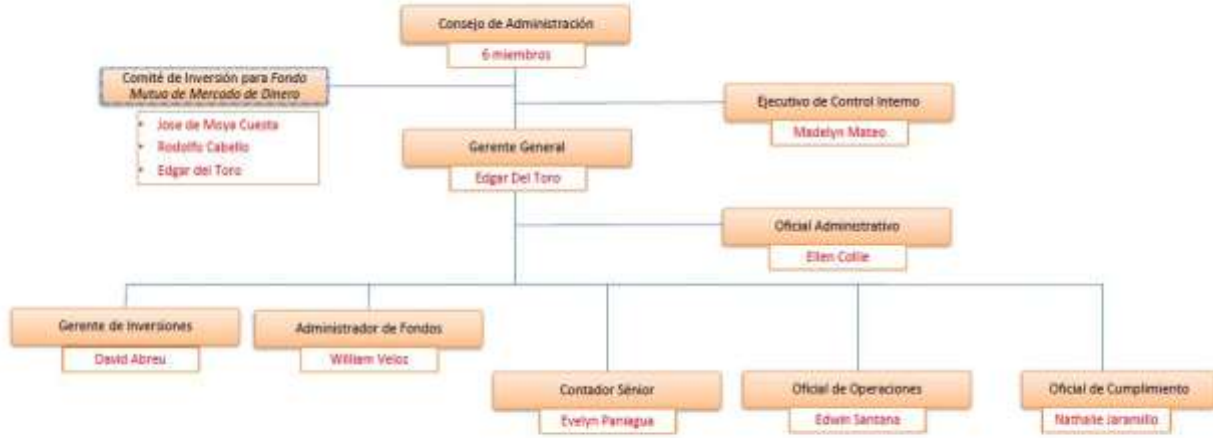 Consejo de Administración
6 miembros
Comité de Inversión para Fondo
Mutuo de Mercado de Dinero
• Jose de Moya Cuesta
• Rodolfo Cabello
• Edgar del Toro
Ejecutivo de Control Interno
Madelyn Mateo
Gerente General
Edgar Del Toro
Oficial Administrativo
Ellen Collie
Gerente de Inversiones
David Abreu
Administrador de Fondos
William Veloz
Contador Sénior
Evelyn Paniagua
Oficial de Operaciones
Edwin Santana
Oficial de Cumplimiento
Nathalie Jaramillo